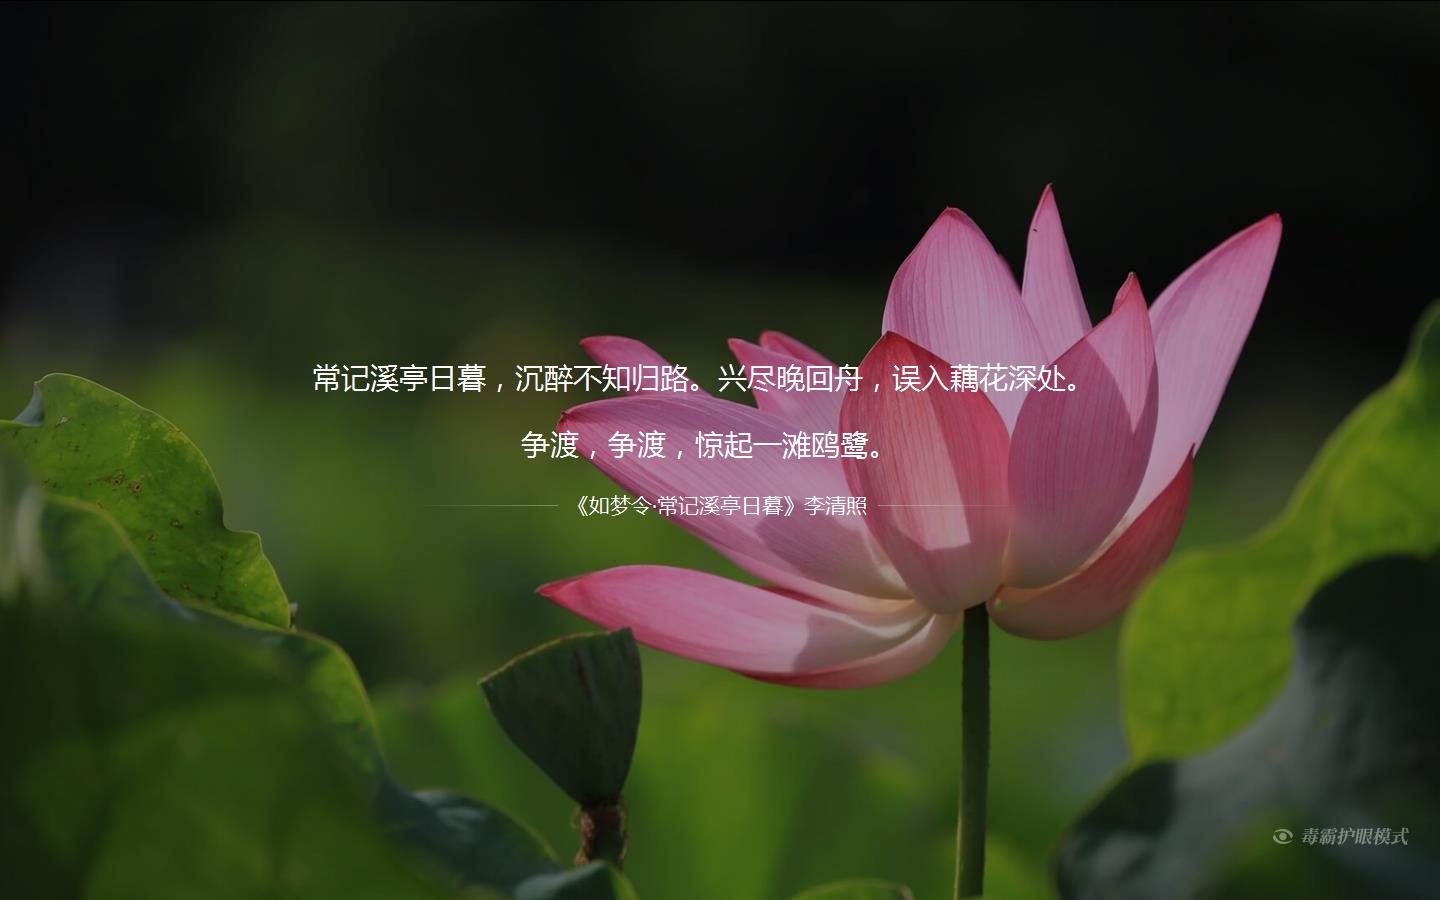 常记溪亭日暮，沉醉不知归路。兴尽晚回舟，误入藕花深处。
争渡，争渡，惊起一滩鸥鹭。
《如梦令·常记溪亭日暮》李清照
毒霸护眼模式